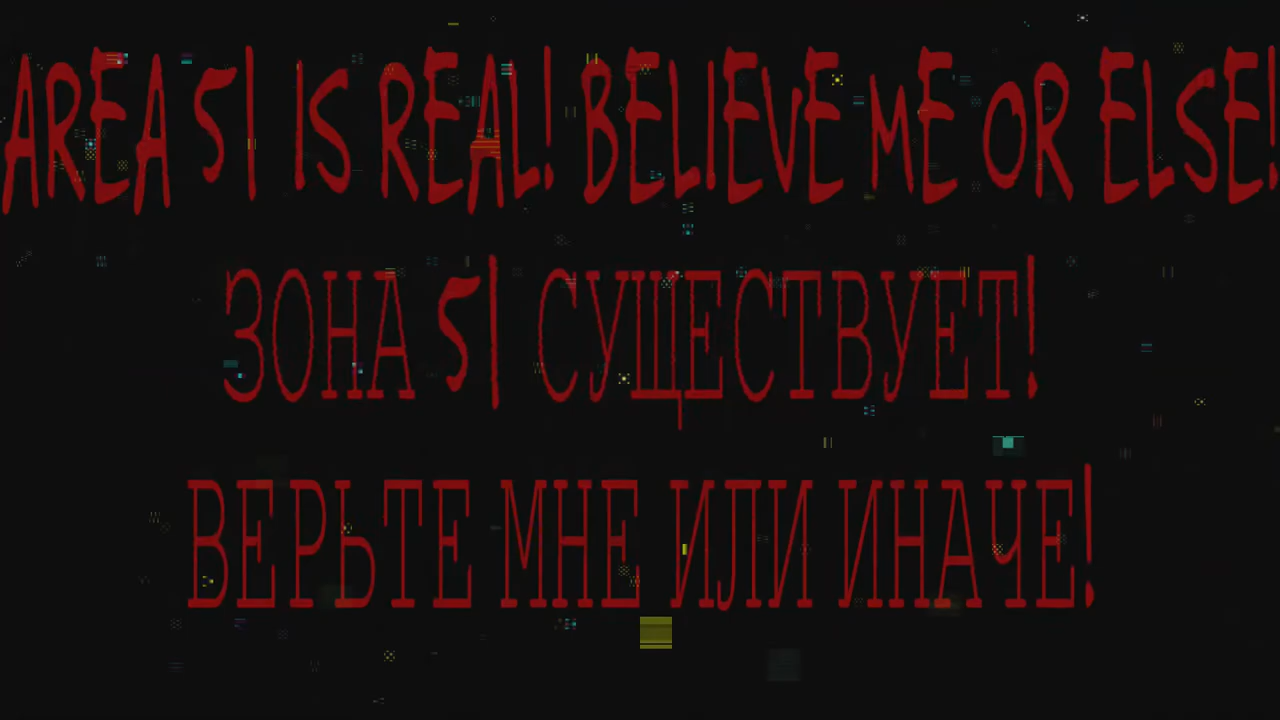 AREA 51 IS REAL! BELIEVE ME OR ELSE!
ЗОНА 51 СУЩЕСТВУЕТ!
ВЕРЬТЕ МНЕ ИЛИ ИНАЧЕ!